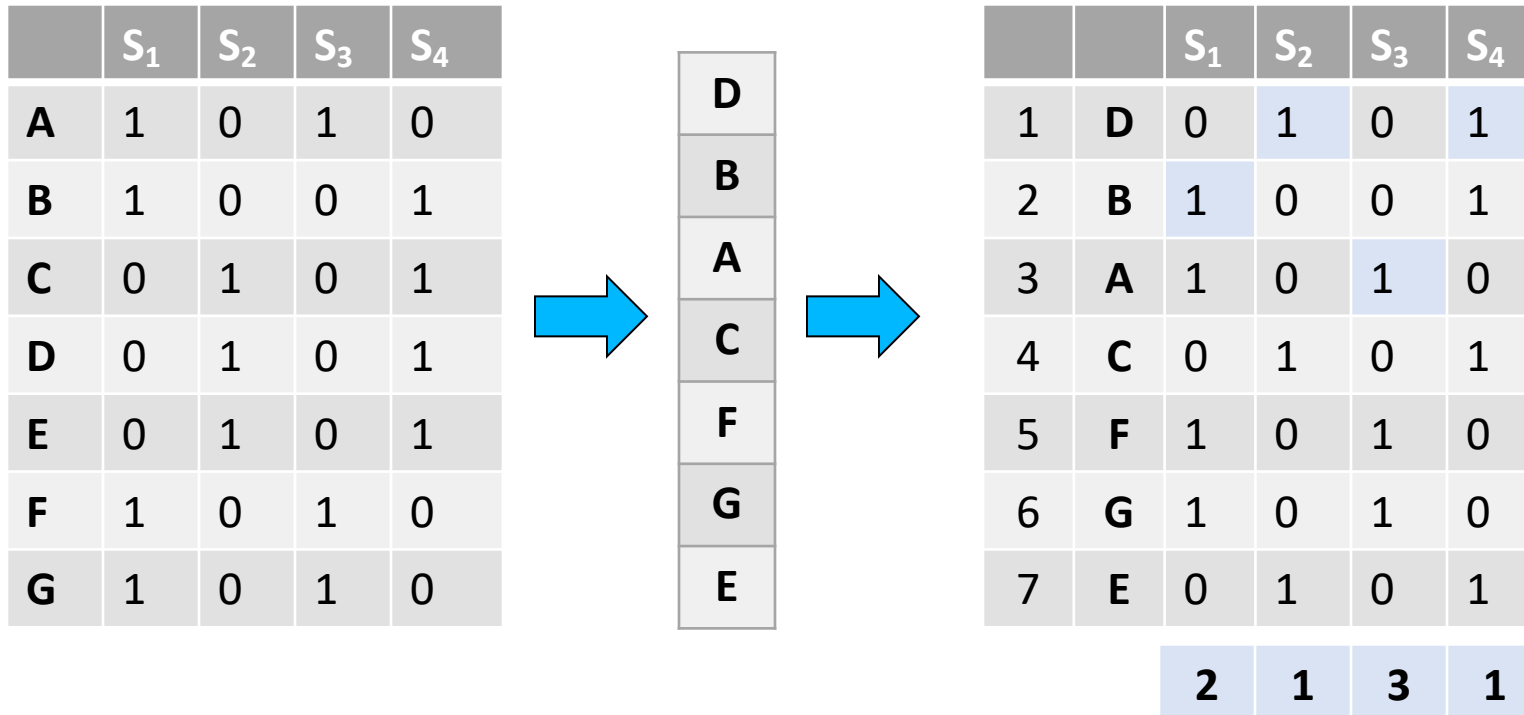 S₁ S₂ S₃ S₄
A 1 0 1 0
B 1 0 0 1
C 0 1 0 1
D 0 1 0 1
E 0 1 0 1
F 1 0 1 0
G 1 0 1 0
D
B
A
C
F
G
E
S₁ S₂ S₃ S₄
1 D 0 1 0 1
2 B 1 0 0 1
3 A 1 0 1 0
4 C 0 1 0 1
5 F 1 0 1 0
6 G 1 0 1 0
7 E 0 1 0 1
2 1 3 1